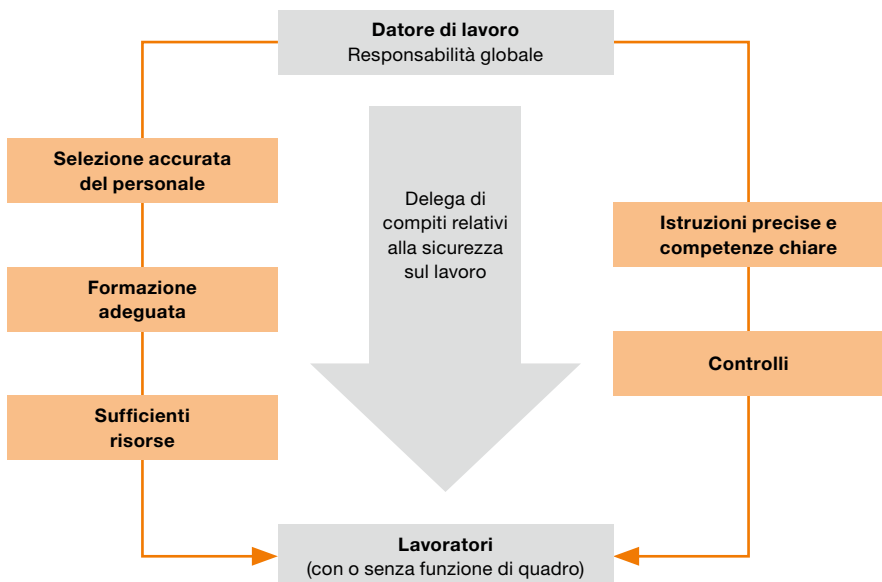 Datore di lavoro
Responsabilità globale
Selezione accurata
del personale
Formazione
adeguata
Sufficienti
risorse
Delega di
compiti relativi
alla sicurezza
sul lavoro
Istruzioni precise e
competenze chiare
Controlli
Lavoratori
(con o senza funzione di quadro)